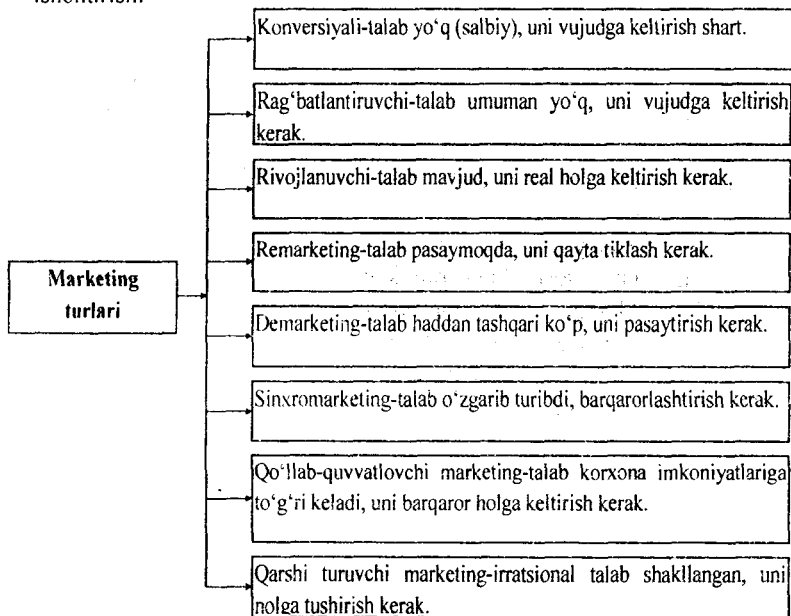 Konversiyali-talab yo‘q (salbiy), uni vujudga keltirish shart.
Rag‘batlantiruvchi-talab umuman yo‘q, uni vujudga keltirish
kerak.
Rivojlanuvchi-talab mavjud, uni real holga keltirish kerak.
Remarketing-talab pasaymoqda, uni qayta tiklash kerak.
Marketing
turlari
Demarketing-talab haddan tashqari ko‘p, uni pasaytirish kerak.
Sinxromarketing-talab o‘zgarib turibdi, barqarorlashtirish kerak.
Qo‘llab-quvvatlovchi marketing-talab korxona imkoniyatlariga
to‘g‘ri keladi, uni barqaror holga keltirish kerak.
Qarshi turuvchi marketing-irratsional talab shakllangan, uni
nolga tushirish kerak.